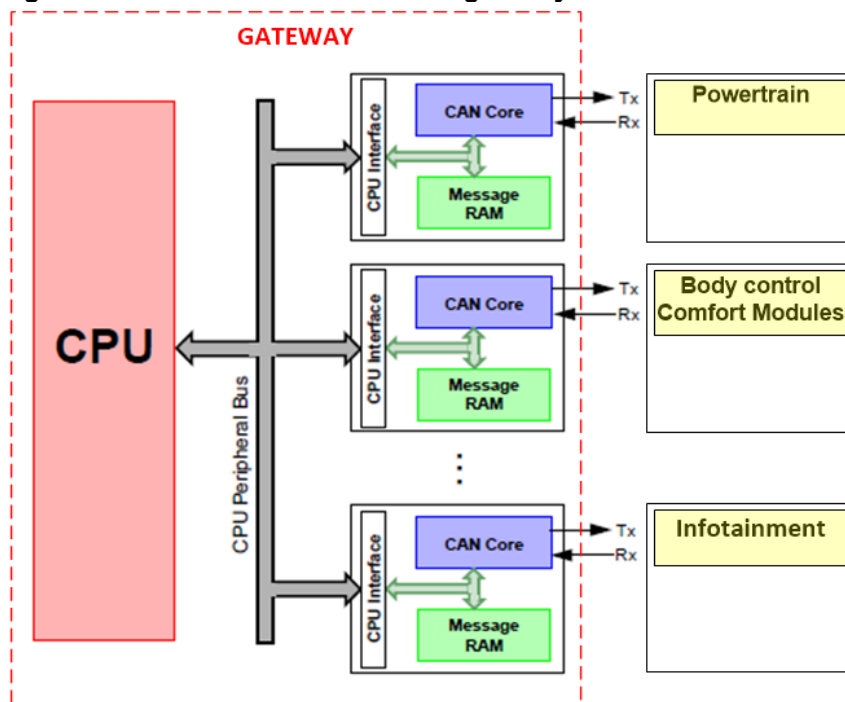 GATEWAY
CPU
CPU Peripheral Bus
CPU Interface
CAN Core
Message
RAM
Tx
Rx
Powertrain
CPU Interface
CAN Core
Message
RAM
Tx
Rx
Body control
Comfort Modules
CPU Interface
CAN Core
Message
RAM
Tx
Rx
Infotainment